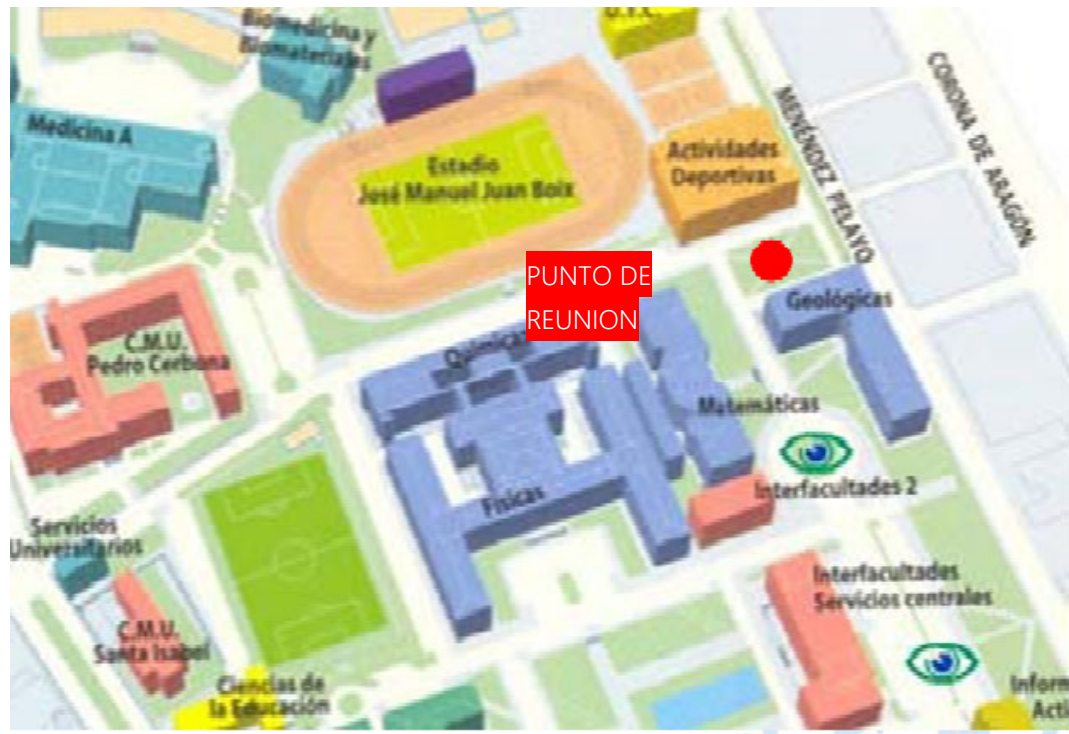 Biomedicina y
Biomateriales
Medicina A
Estadio
José Manuel Juan Boix
Actividades
Deportivas
MENÉNDEZ PELAYO
CORONA DE ARAGÓN
PUNTO DE
REUNION
Geológicas
C.M.U.
Pedro Cerbuna
Matemáticas
Físicas
Interfacultades 2
Servicios
Universitarios
Interfacultades
Servicios centrales
C.M.U.
Santa Isabel
Ciencias de
la Educación